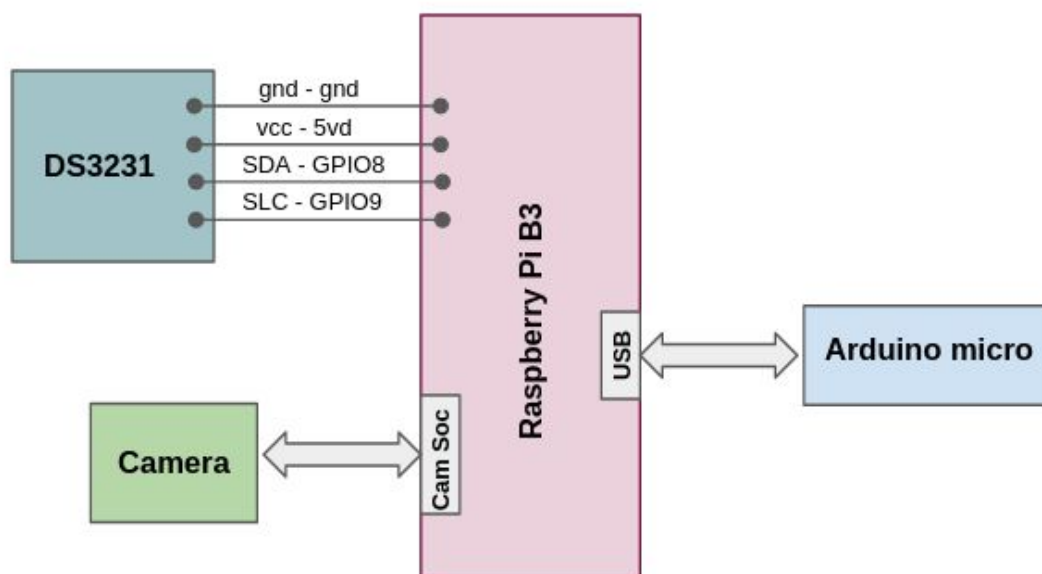 gnd - gnd
vcc - 5vd
DS3231
SDA - GPIO8
SLC - GPIO9
Raspberry Pi B3
USB
Arduino micro
Camera
Cam Soc